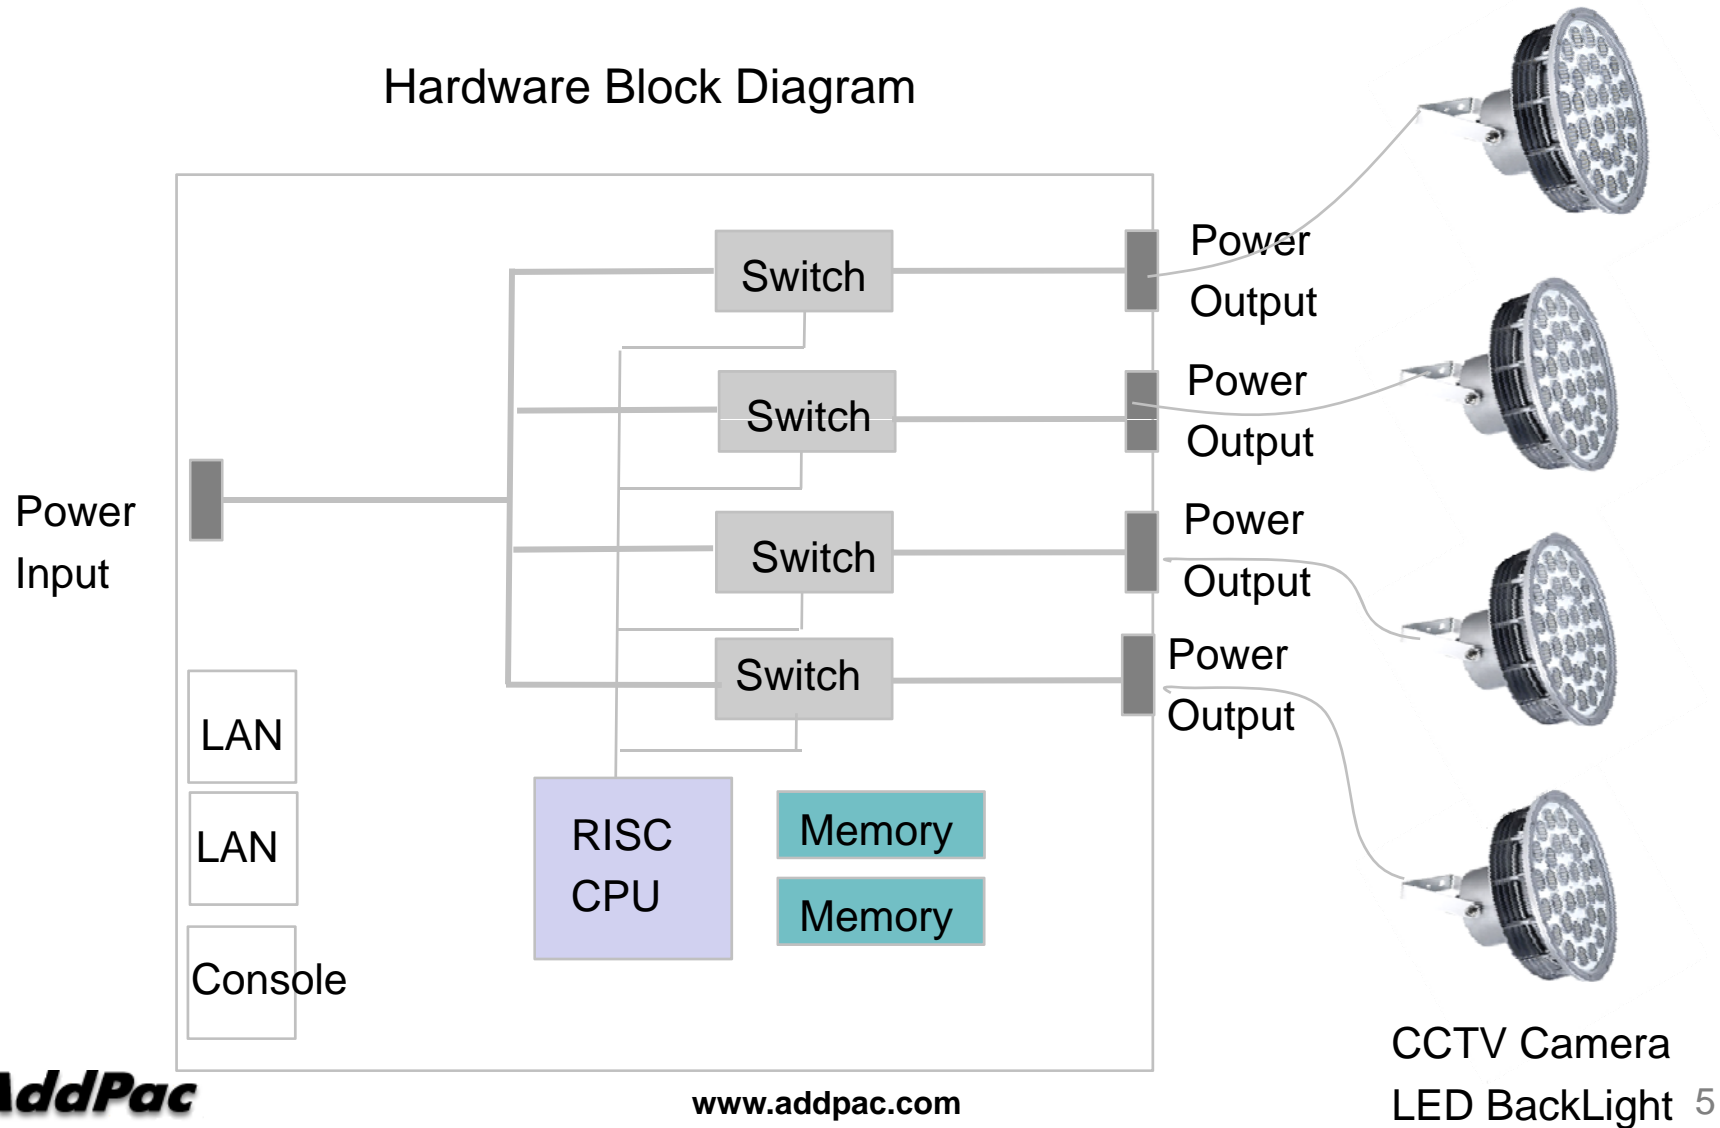 Hardware Block Diagram
Switch
Power
Output
Switch
Power
Output
Power
Input
Switch
Power
Output
Switch
Power
Output
LAN
LAN
Console
RISC
CPU
Memory
Memory
CCTV Camera
LED BackLight
AddPac
www.addpac.com
5